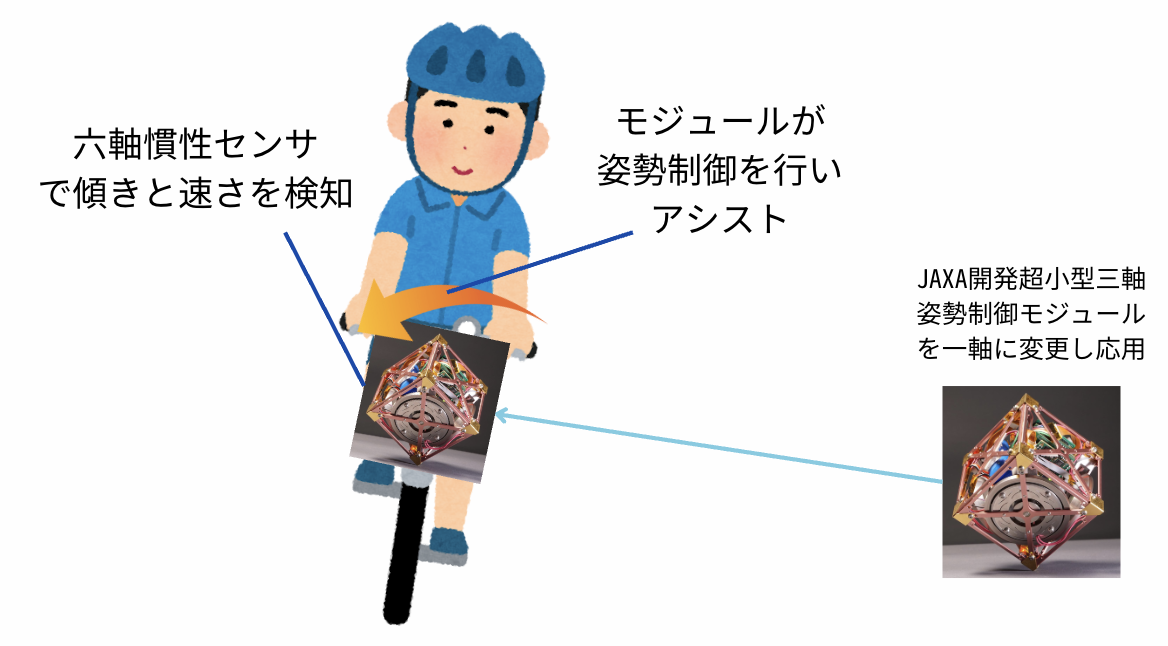 六軸慣性センサ
で傾きと速さを検知
モジュールが
姿勢制御を行い
アシスト
JAXA開発超小型三軸
姿勢制御モジュール
を一軸に変更し応用